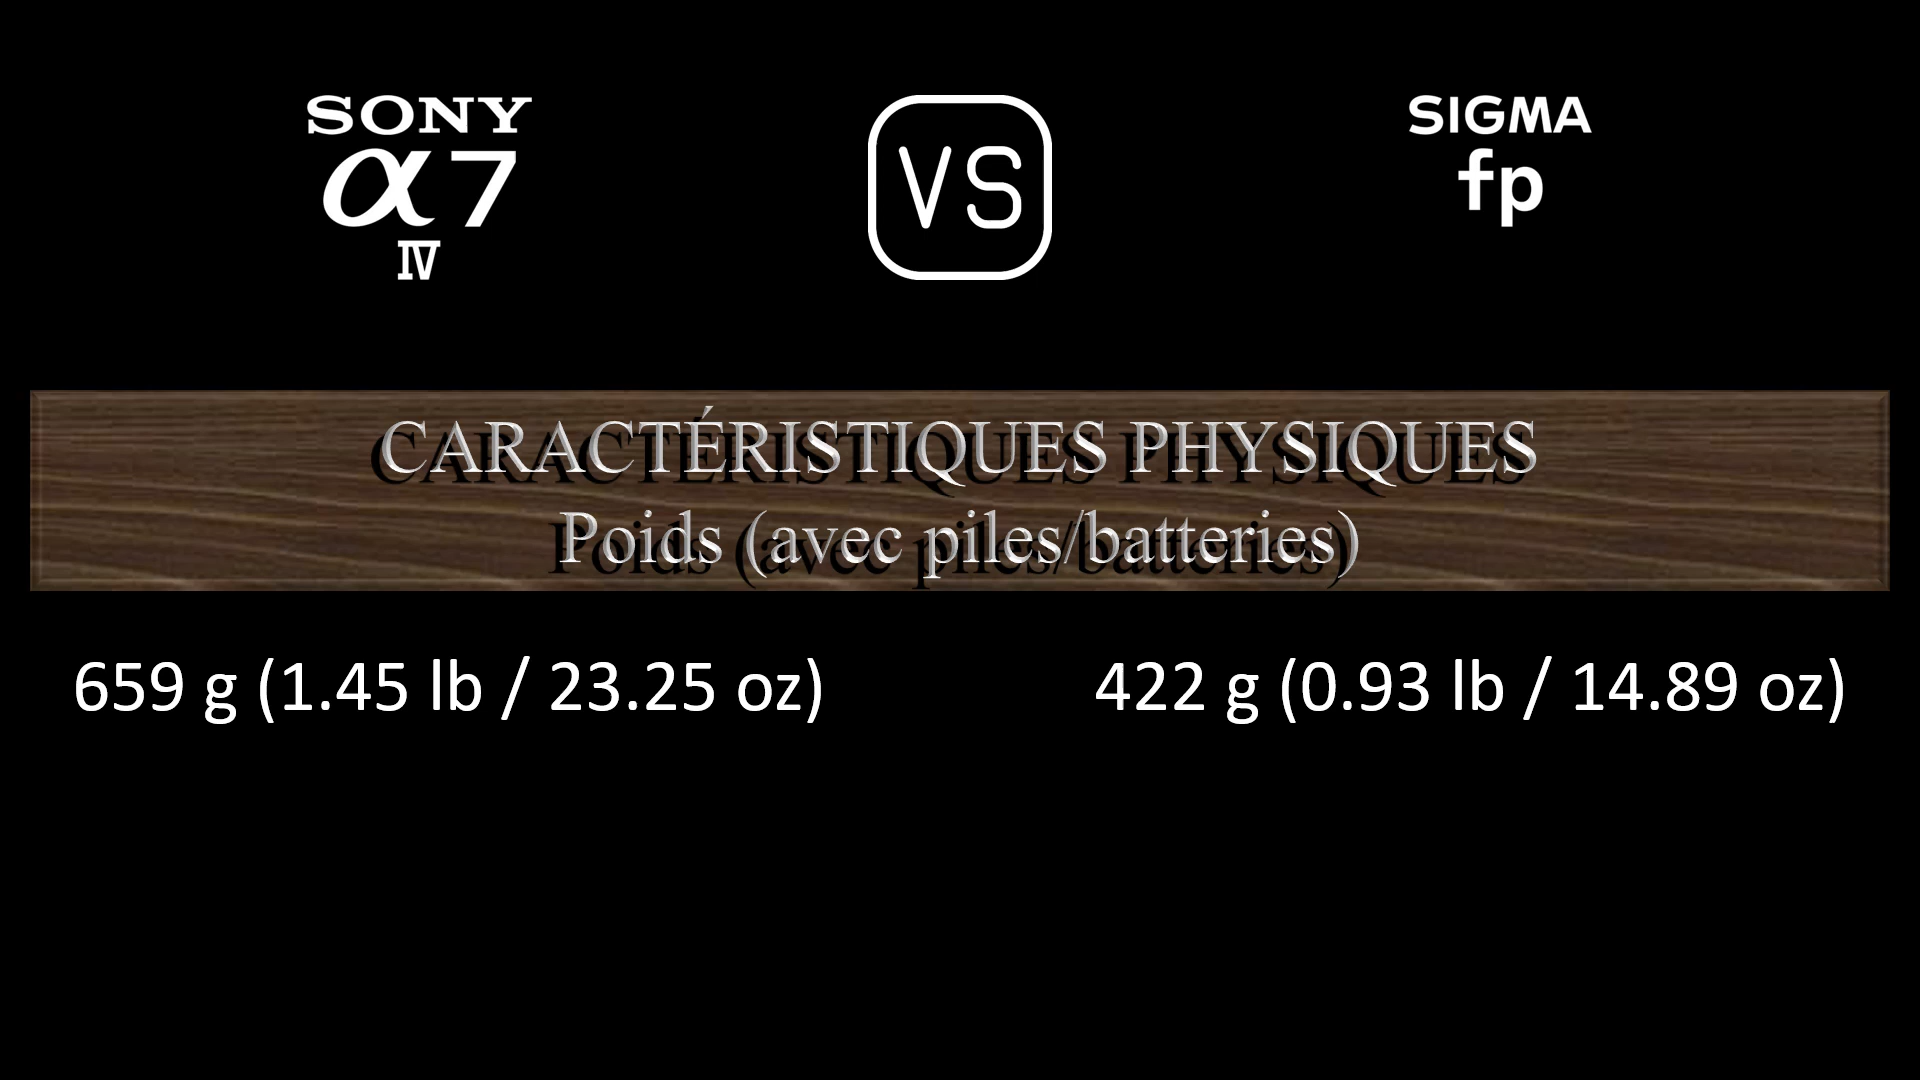 SONY
α7
IV
VS
SIGMA
fp
CARACTÉRISTIQUES PHYSIQUES
Poids (avec piles/batteries)
659 g (1.45 lb / 23.25 oz)
422 g (0.93 lb / 14.89 oz)